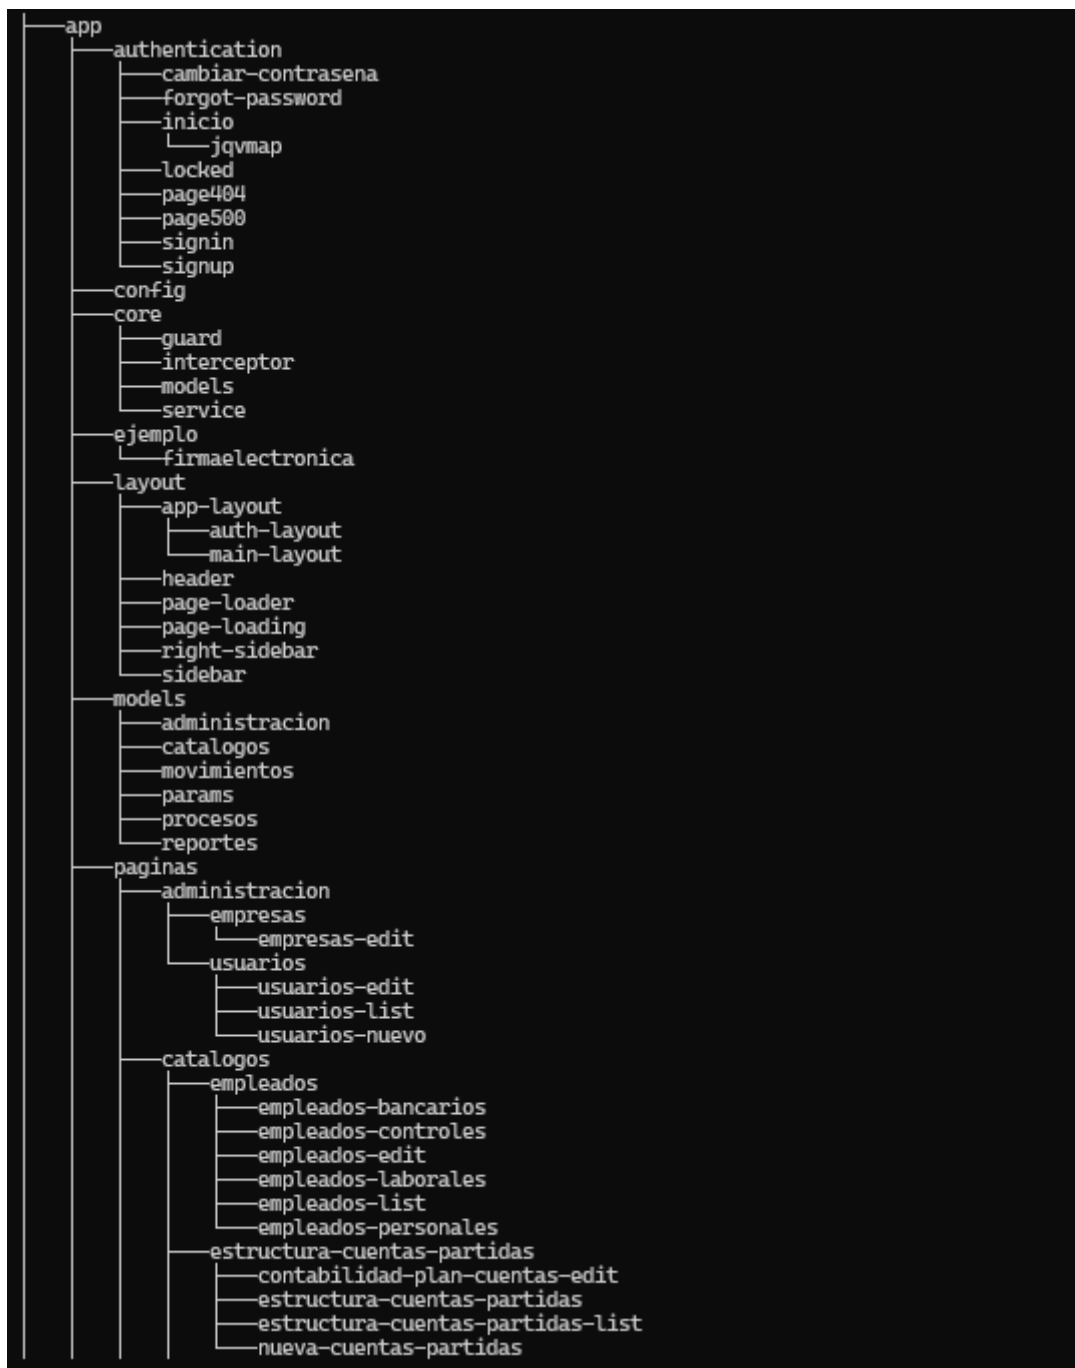 app
authentication
cambiar-contrasena
forgot-password
inicio
jqvmap
locked
page404
page500
signin
signup
config
core
guard
interceptor
models
service
ejemplo
firmaelectronica
layout
app-layout
auth-layout
main-layout
header
page-loader
page-loading
right-sidebar
sidebar
models
administracion
catalogos
movimientos
params
procesos
reportes
paginas
administracion
empresas
empresas-edit
usuarios
usuarios-edit
usuarios-list
usuarios-nuevo
catalogos
empleados
empleados-bancarios
empleados-controles
empleados-edit
empleados-laborales
empleados-list
empleados-personales
estructura-cuentas-partidas
contabilidad-plan-cuentas-edit
estructura-cuentas-partidas
estructura-cuentas-partidas-list
nueva-cuentas-partidas